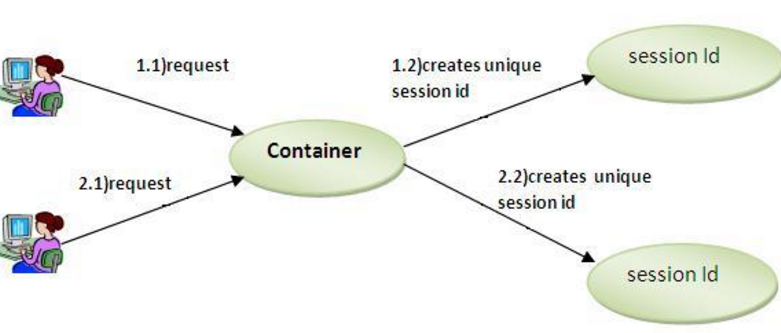 1.1)request
1.2)creates unique
session id
session Id
Container
2.1)request
2.2)creates unique
session id
session Id